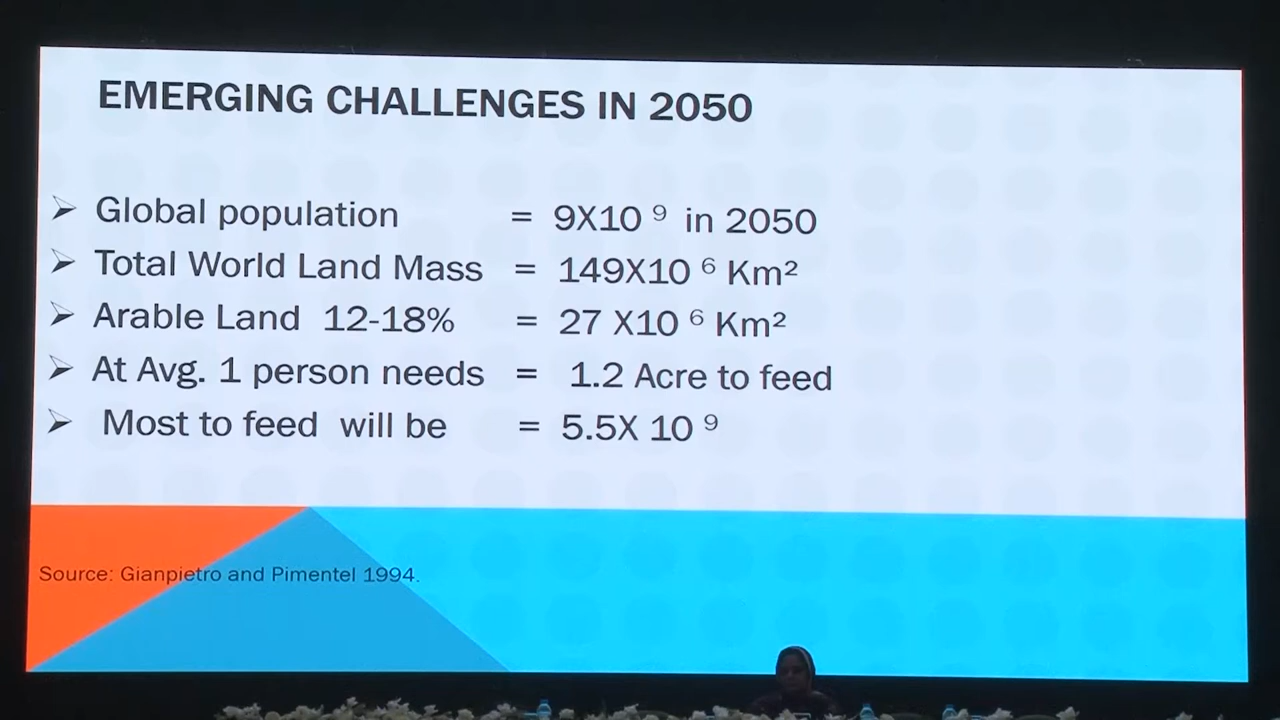 EMERGING CHALLENGES IN 2050
➢ Global population = 9X10 ⁹ in 2050
➢ Total World Land Mass = 149X10 ⁶ Km²
➢ Arable Land 12-18% = 27 X10 ⁶ Km²
➢ At Avg. 1 person needs = 1.2 Acre to feed
➢ Most to feed will be = 5.5X 10 ⁹
Source: Gianpietro and Pimentel 1994.